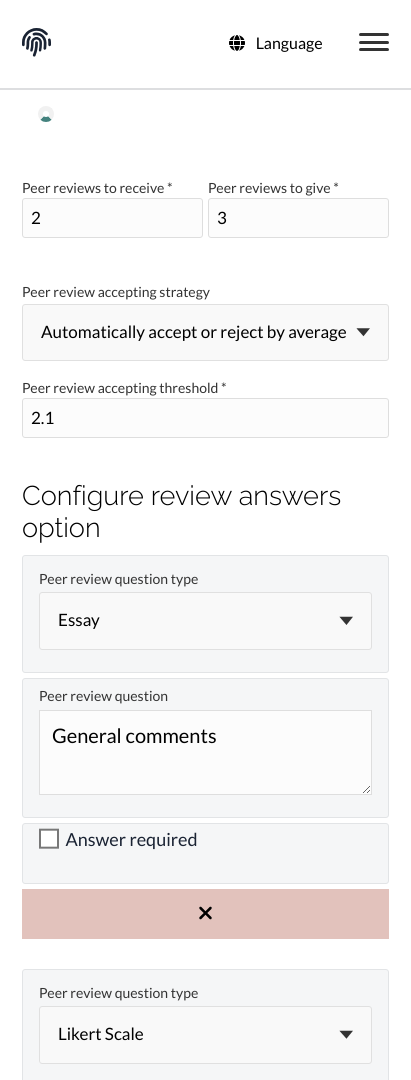 Language
Peer reviews to receive *
Peer reviews to give *
2
3
Peer review accepting strategy
Automatically accept or reject by average
Peer review accepting threshold *
2.1
Configure review answers
option
Peer review question type
Essay
Peer review question
General comments
Answer required
Peer review question type
Likert Scale